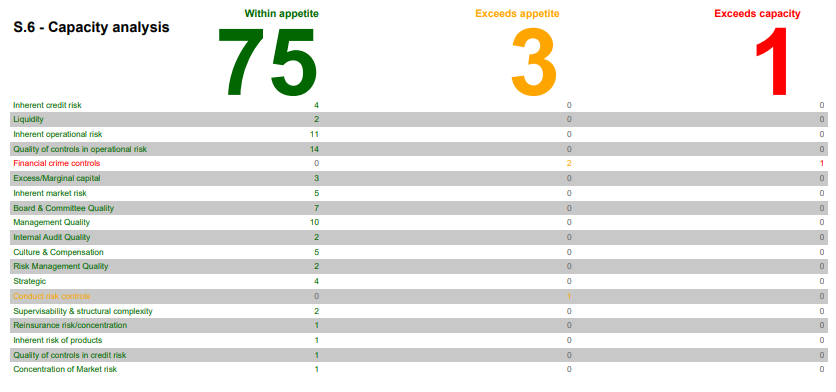 Within appetite Exceeds appetite Exceeds capacity
S.6 - Capacity analysis 75 3 1
Inherent credit risk 4 0 0
Liquidity 2 0 0
Inherent operational risk 11 0 0
Quality of controls in operational risk 14 0 0
Financial crime controls 0 2 1
Excess/Marginal capital 3 0 0
Inherent market risk 5 0 0
Board & Committee Quality 7 0 0
Management Quality 10 0 0
Internal Audit Quality 2 0 0
Culture & Compensation 5 0 0
Risk Management Quality 2 0 0
Strategic 4 0 0
Conduct risk controls 0 1 0
Supervisability & structural complexity 2 0 0
Reinsurance risk/concentration 1 0 0
Inherent risk of products 1 0 0
Quality of controls in credit risk 1 0 0
Concentration of Market risk 1 0 0